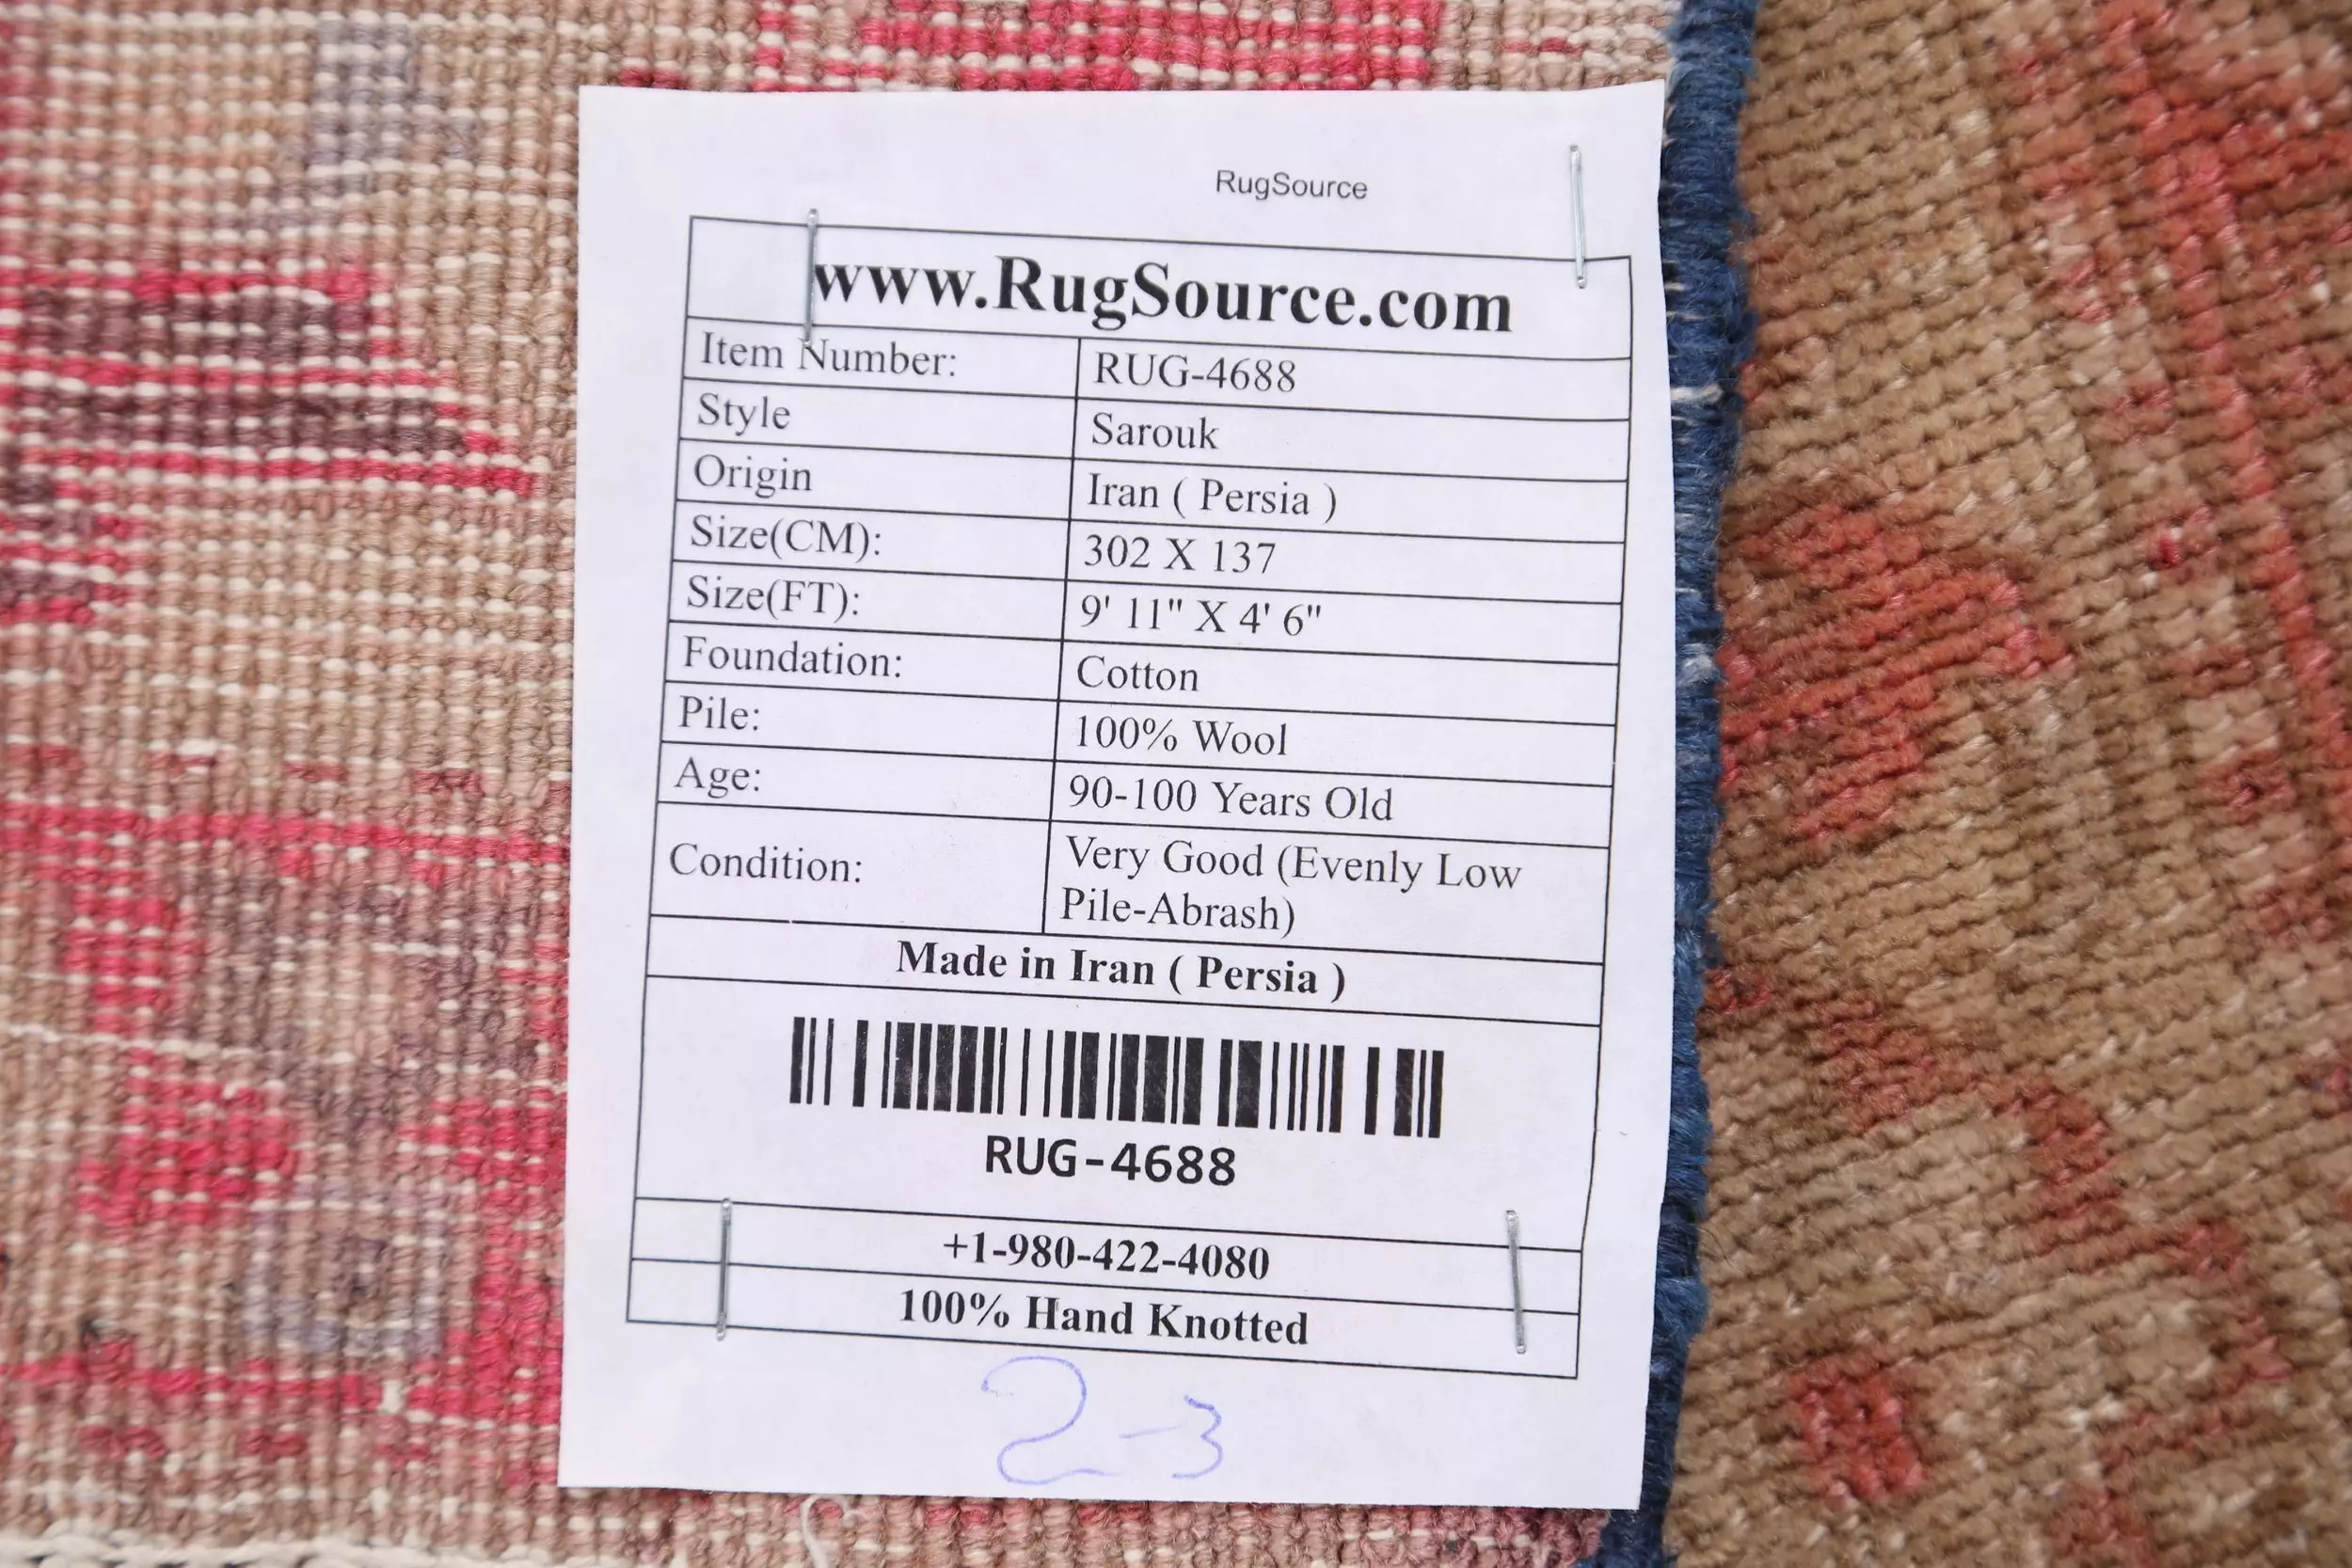 RugSource
www.RugSource.com
Item Number: RUG-4688
Style Sarouk
Origin Iran ( Persia )
Size(CM): 302 X 137
Size(FT): 9' 11" X 4' 6"
Foundation: Cotton
Pile: 100% Wool
Age: 90-100 Years Old
Condition: Very Good (Evenly Low
Pile-Abrash)
Made in Iran ( Persia )
RUG-4688
+1-980-422-4080
100% Hand Knotted
2-3